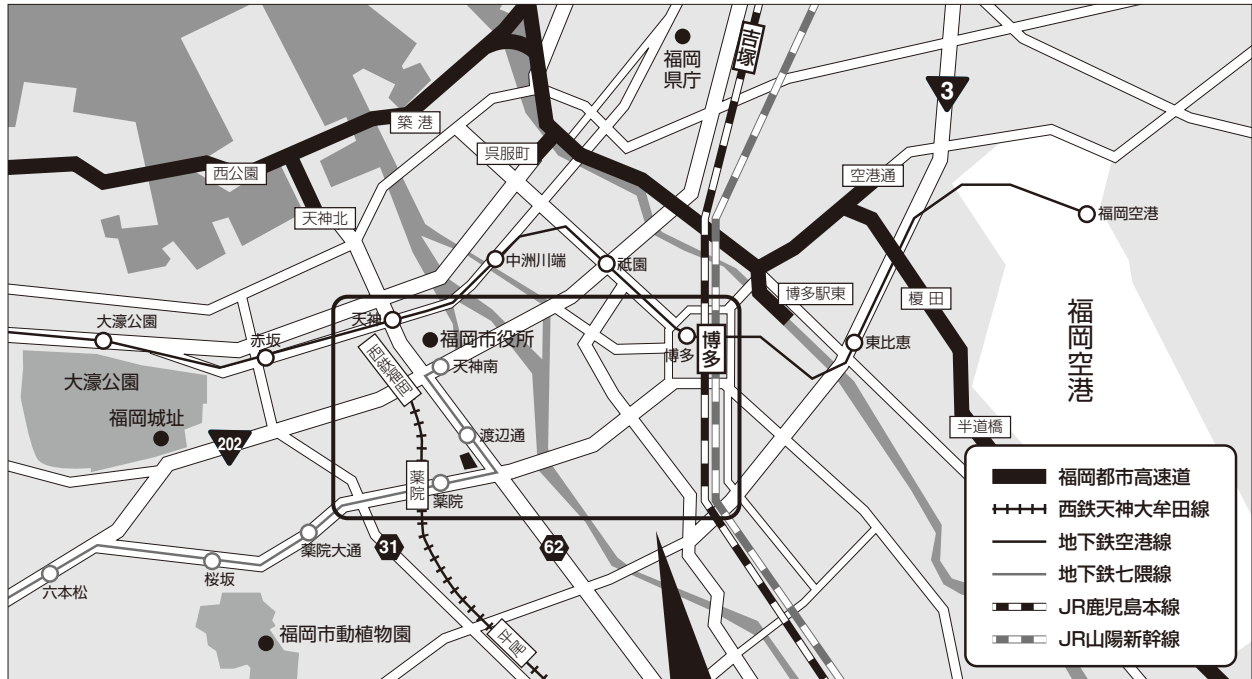 吉塚
福岡
県庁
3
築港
呉服町
西公園
空港通
天神北
福岡空港
中洲川端
祇園
博多駅東
榎田
大濠公園
天神
赤坂
福岡市役所
博多
博多
東比恵
福岡空港
西鉄福岡
天神南
大濠公園
福岡城址
202
渡辺通
半道橋
薬院
薬院
福岡都市高速道
西鉄天神大牟田線
地下鉄空港線
地下鉄七隈線
JR鹿児島本線
JR山陽新幹線
薬院大通
31
62
桜坂
六本松
福岡市動植物園
平尾